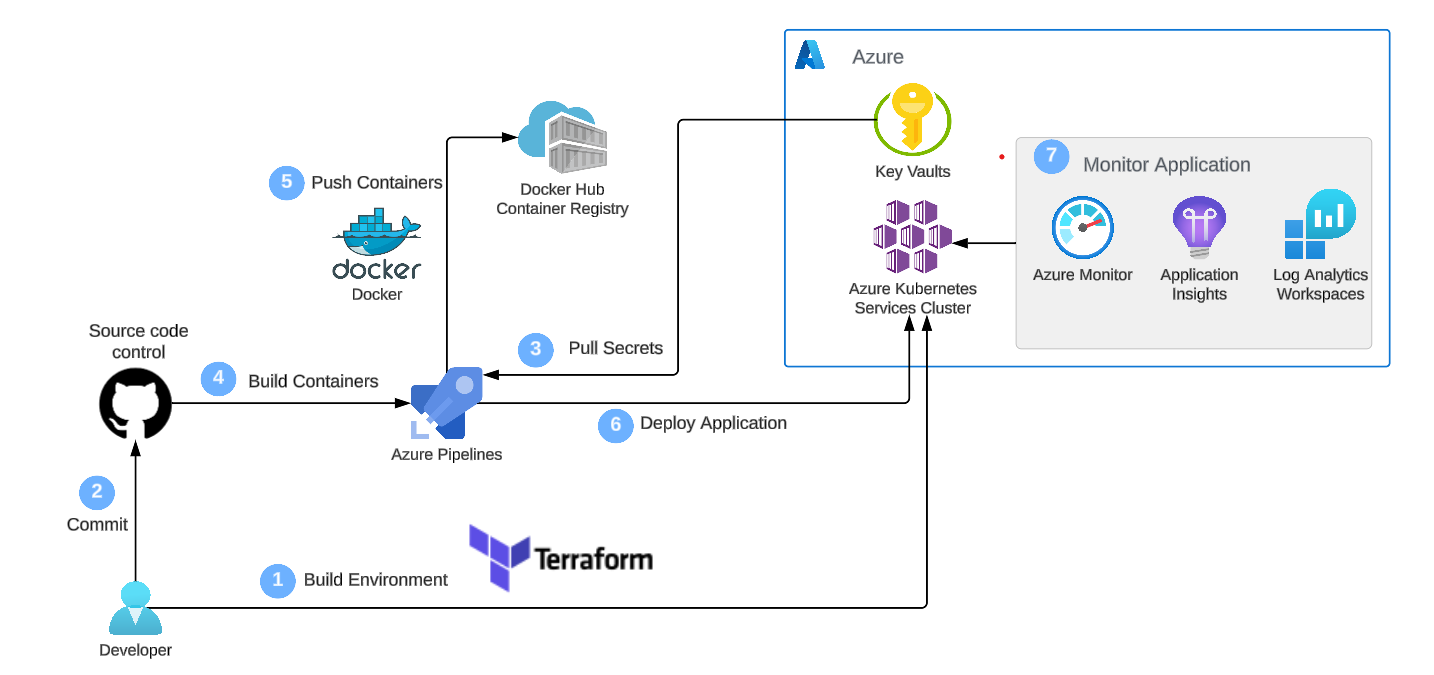 Azure
Key Vaults
7
Monitor Application
5
Push Containers
Docker Hub
Container Registry
docker
Docker
Azure Monitor
Application
Insights
Log Analytics
Workspaces
Azure Kubernetes
Services Cluster
Source code
control
3
Pull Secrets
4
Build Containers
6
Deploy Application
Azure Pipelines
2
Commit
Terraform
1
Build Environment
Developer